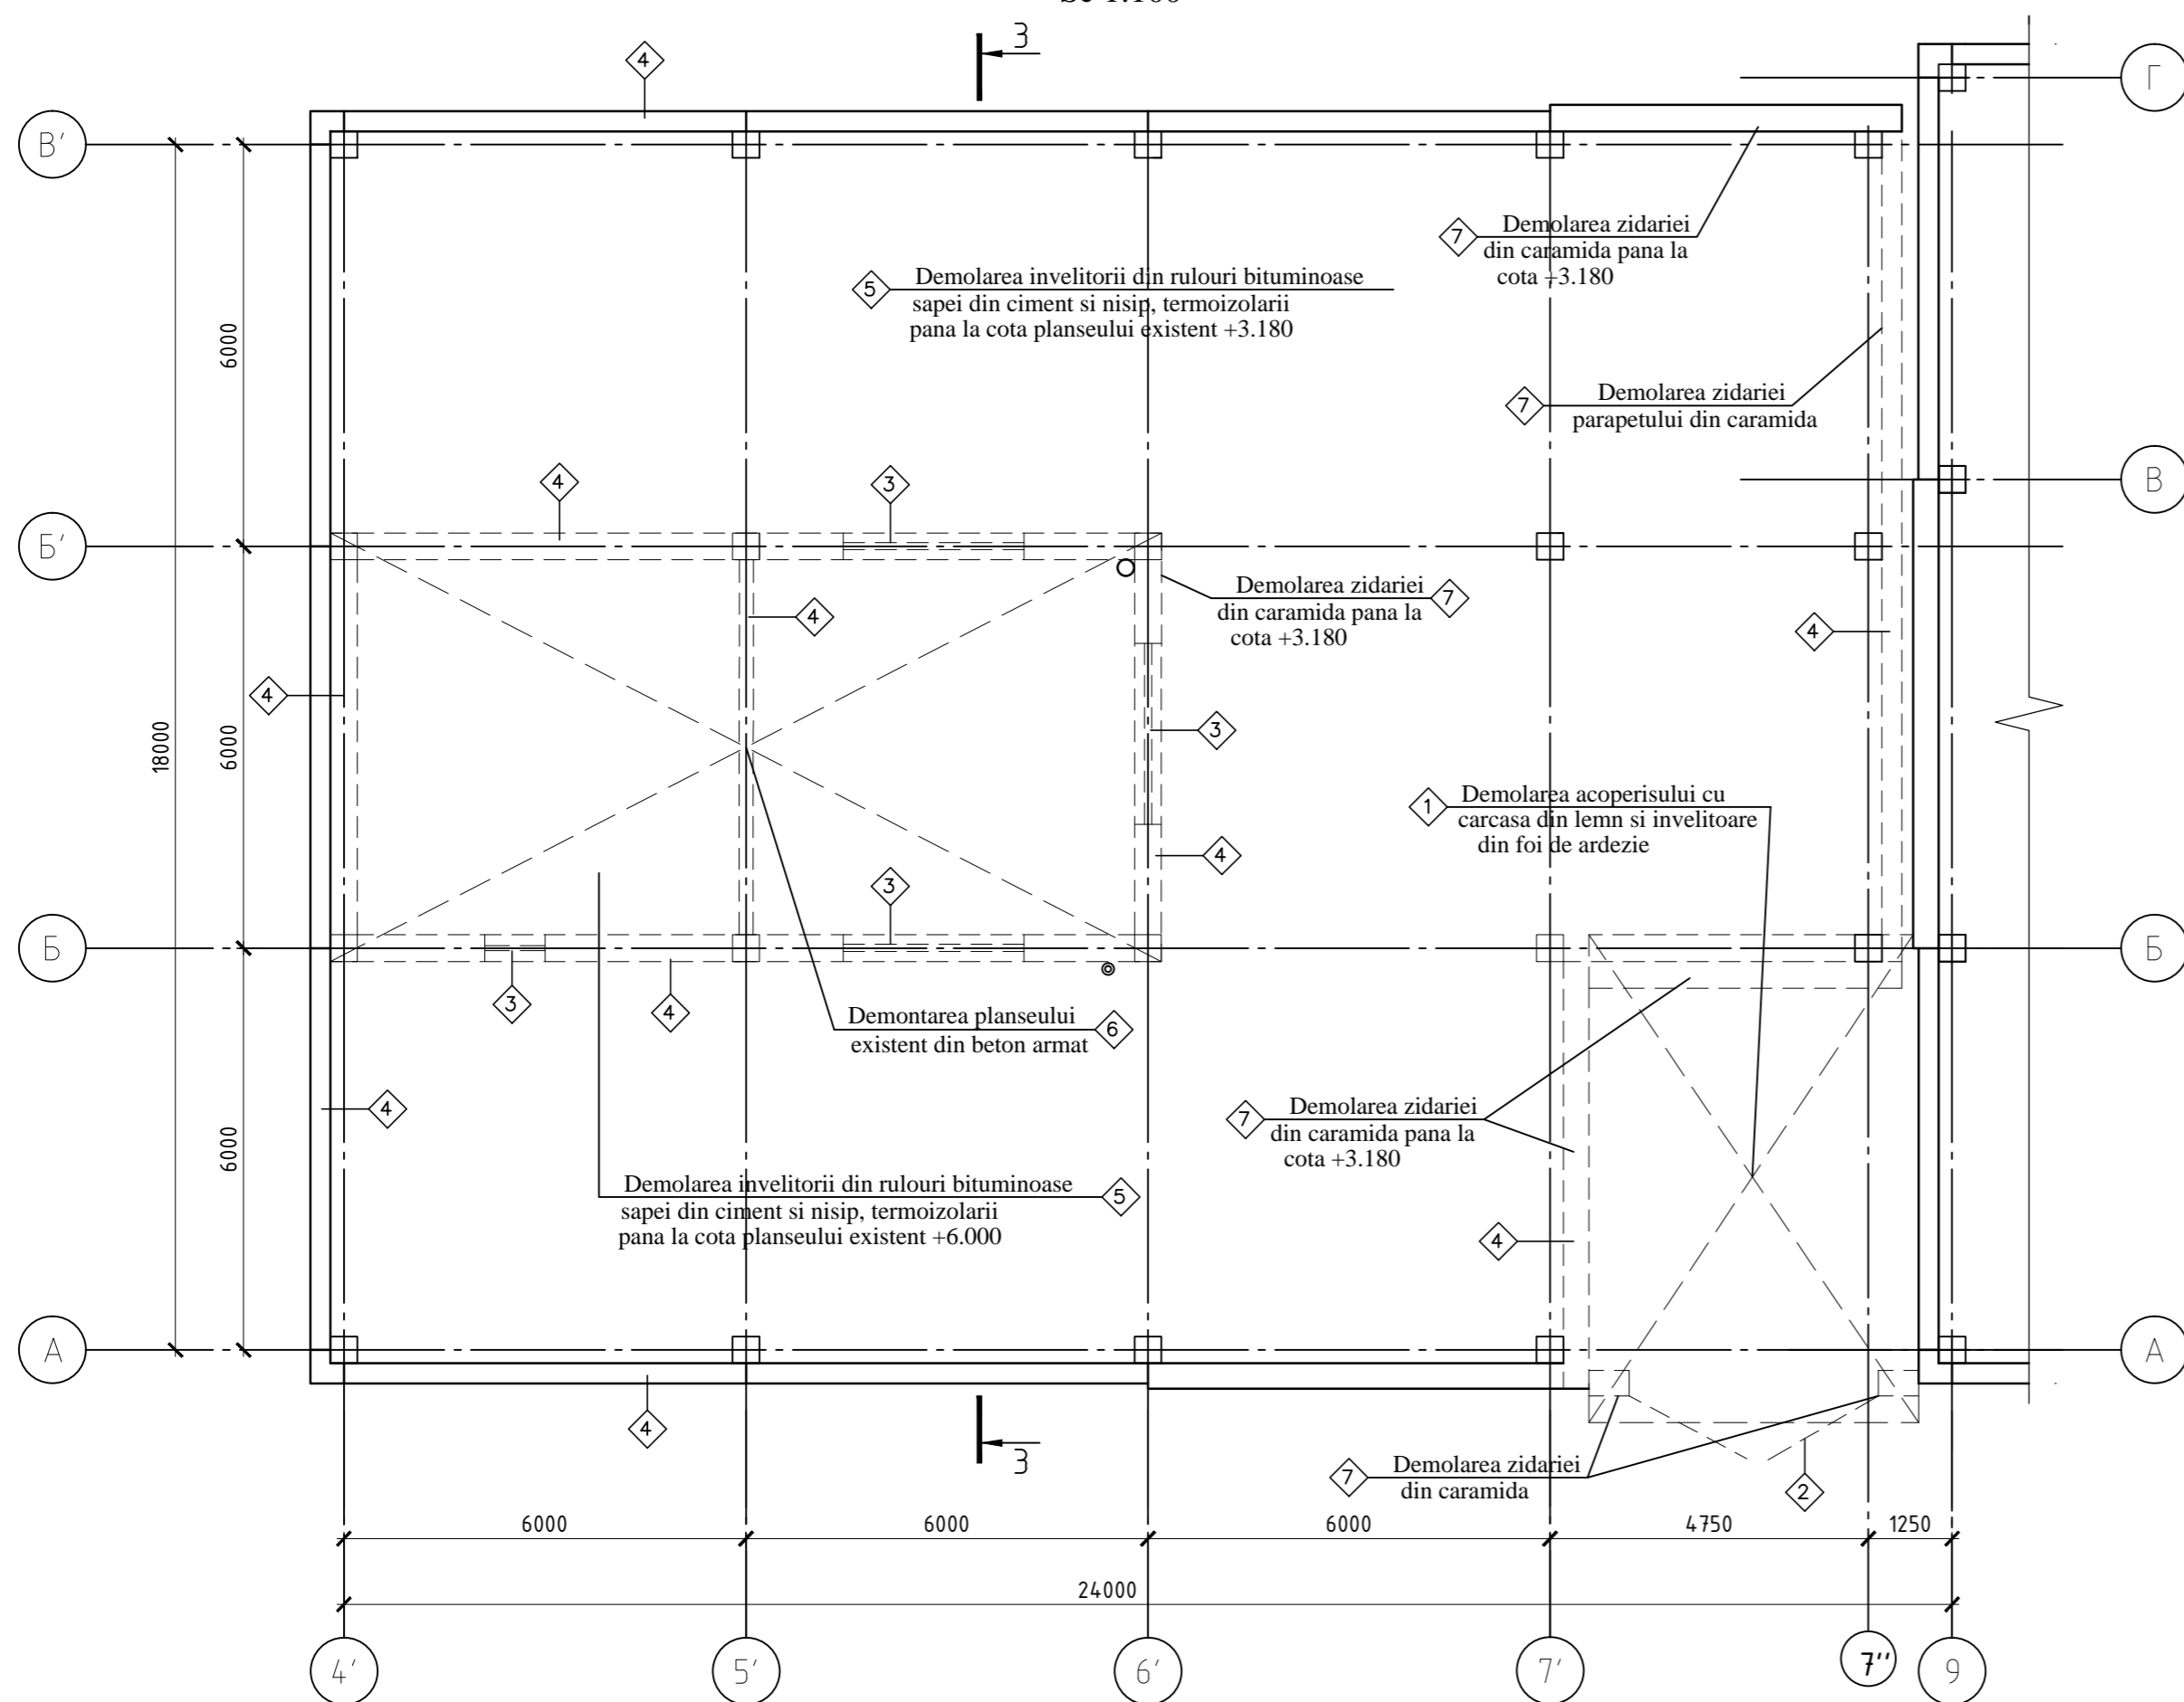 3
4
Г
В'
7
Demolarea zidariei
din caramida pana la
cota +3.180
5
Demolarea invelitorii din rulouri bituminoase
sapei din ciment si nisip, termoizolarii
pana la cota planseului existent +3.180
6000
7
Demolarea zidariei
parapetului din caramida
4
3
В
Б'
Demolarea zidariei
din caramida pana la
cota +3.180
7
4
4
4
18000
6000
3
1
Demolarea acoperisului cu
carcasa din lemn si invelitoare
din foi de ardezie
4
3
Б
Б
3
4
Demontarea planseului
existent din beton armat
6
4
7
Demolarea zidariei
din caramida pana la
cota +3.180
6000
Demolarea invelitorii din rulouri bituminoase
sapei din ciment si nisip, termoizolarii
pana la cota planseului existent +6.000
5
4
А
А
4
3
7
Demolarea zidariei
din caramida
2
6000
6000
6000
4750
1250
24000
4'
5'
6'
7'
7''
9